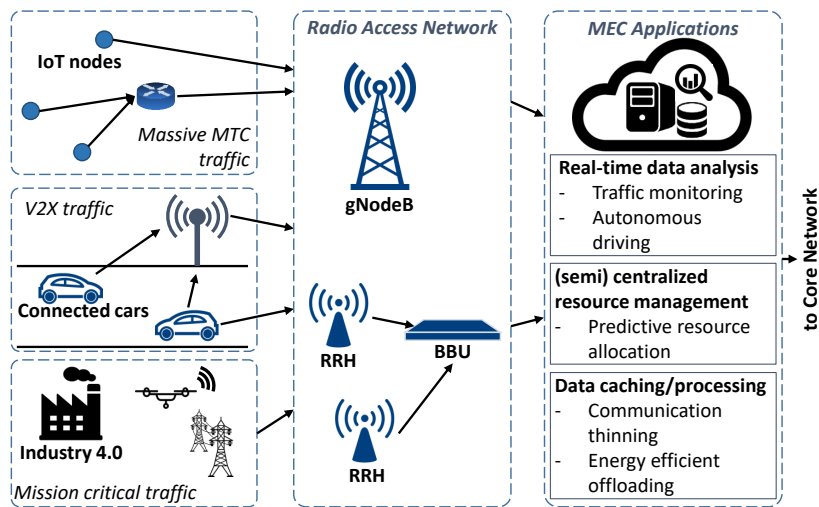 IoT nodes
Massive MTC
traffic
V2X traffic
Connected cars
Industry 4.0
Mission critical traffic
Radio Access Network
gNodeB
RRH
BBU
RRH
MEC Applications
Real-time data analysis
- Traffic monitoring
- Autonomous
driving
(semi) centralized
resource management
- Predictive resource
allocation
Data caching/processing
- Communication
thinning
- Energy efficient
offloading
to Core Network